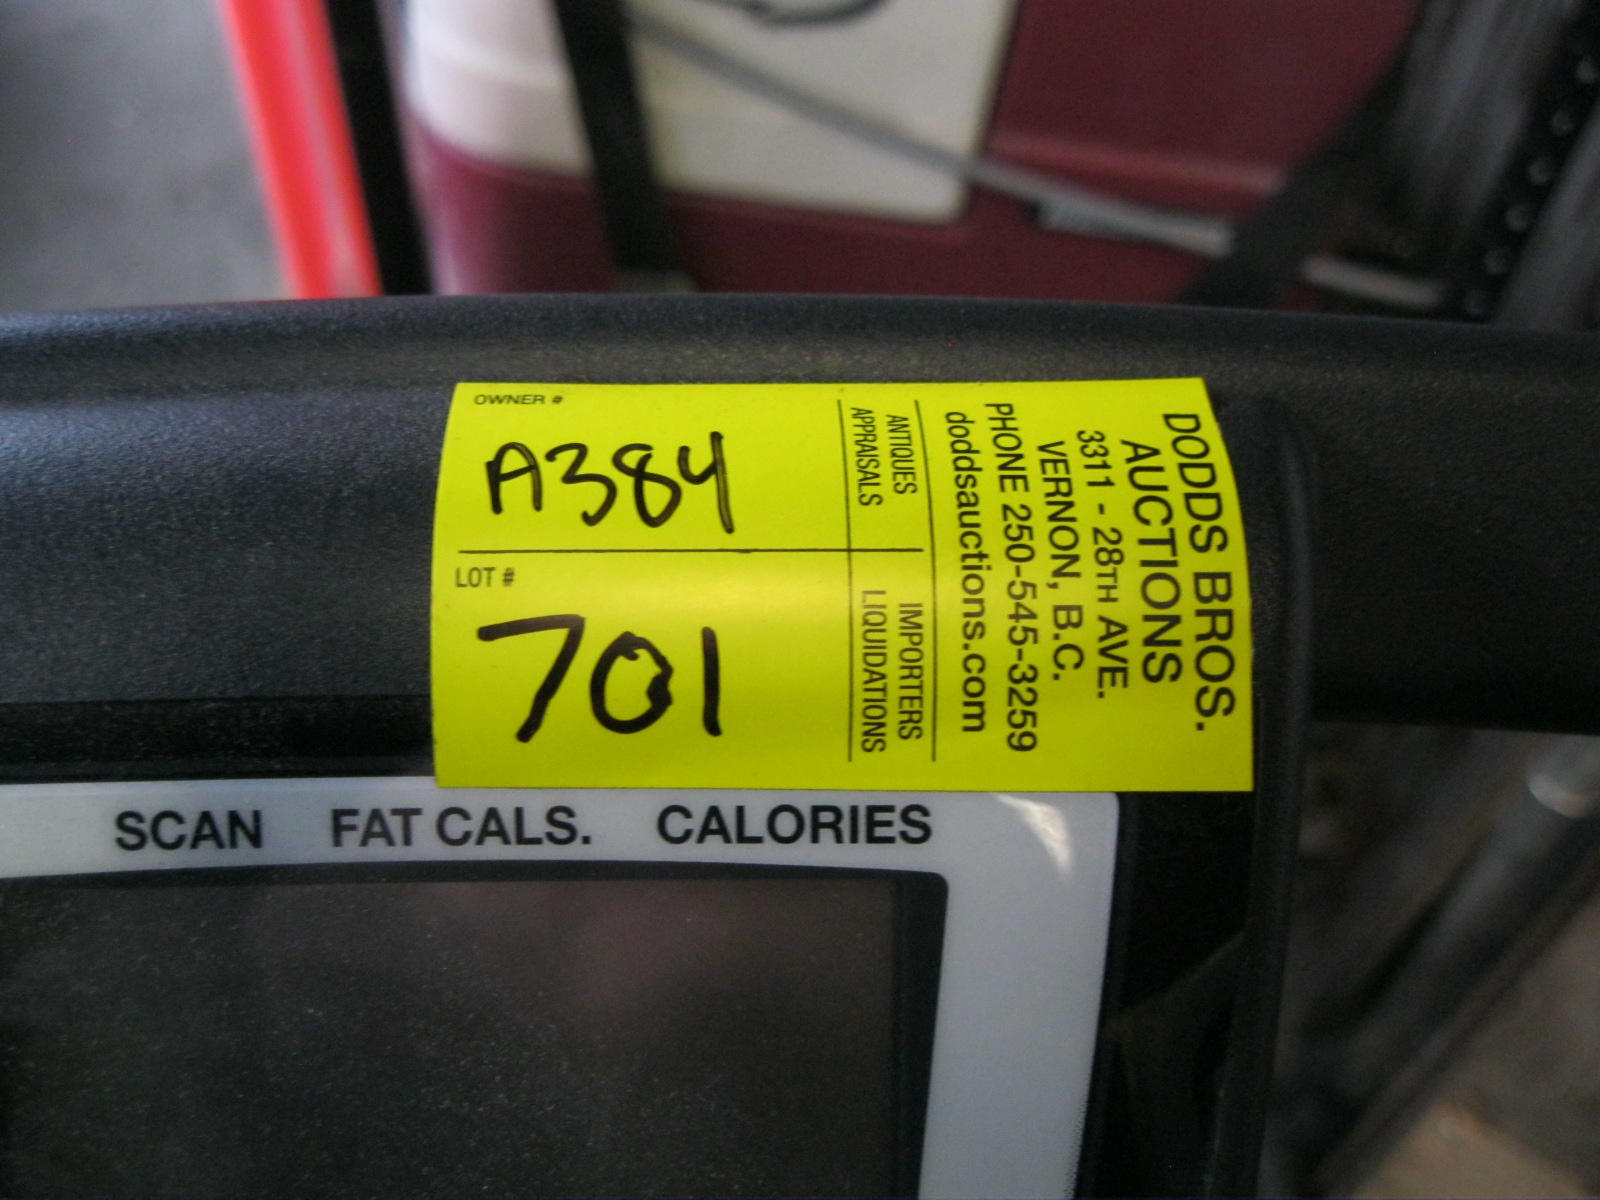 OWNER #
A384
LOT #
701
ANTIQUES
APPRAISALS
IMPORTERS
LIQUIDATIONS
DODDS BROS.
AUCTIONS
3311 - 28TH AVE.
VERNON, B.C.
PHONE 250-545-3259
doddsauctions.com
SCAN FAT CALS. CALORIES